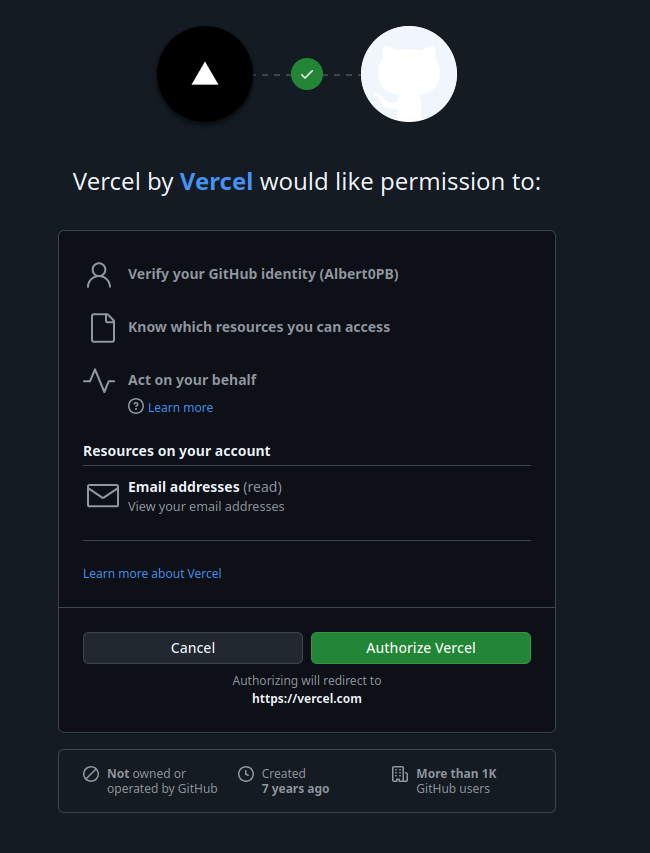 Vercel by Vercel would like permission to:
Verify your GitHub identity (Albert0PB)
Know which resources you can access
Act on your behalf
Learn more
Resources on your account
Email addresses (read)
View your email addresses
Learn more about Vercel
Cancel
Authorize Vercel
Authorizing will redirect to
https://vercel.com
Not owned or
operated by GitHub
Created
7 years ago
More than 1K
GitHub users